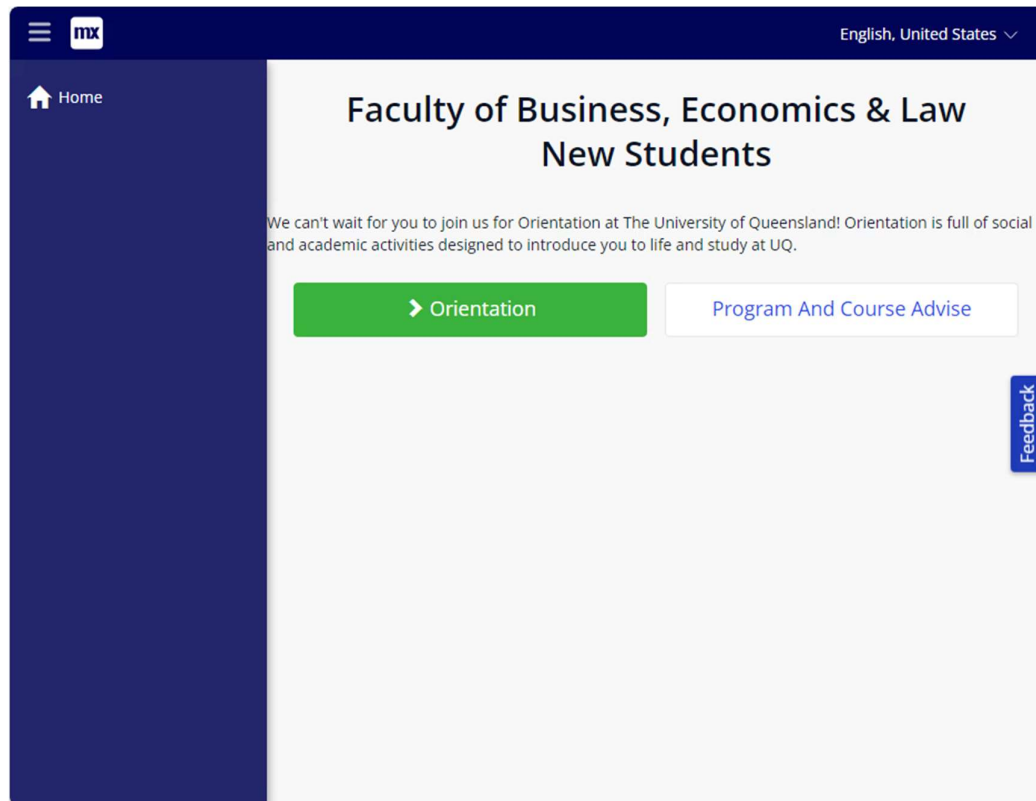 mx
English, United States
Home
Faculty of Business, Economics & Law
New Students
We can't wait for you to join us for Orientation at The University of Queensland! Orientation is full of social
and academic activities designed to introduce you to life and study at UQ.
Orientation
Program And Course Advise
Feedback